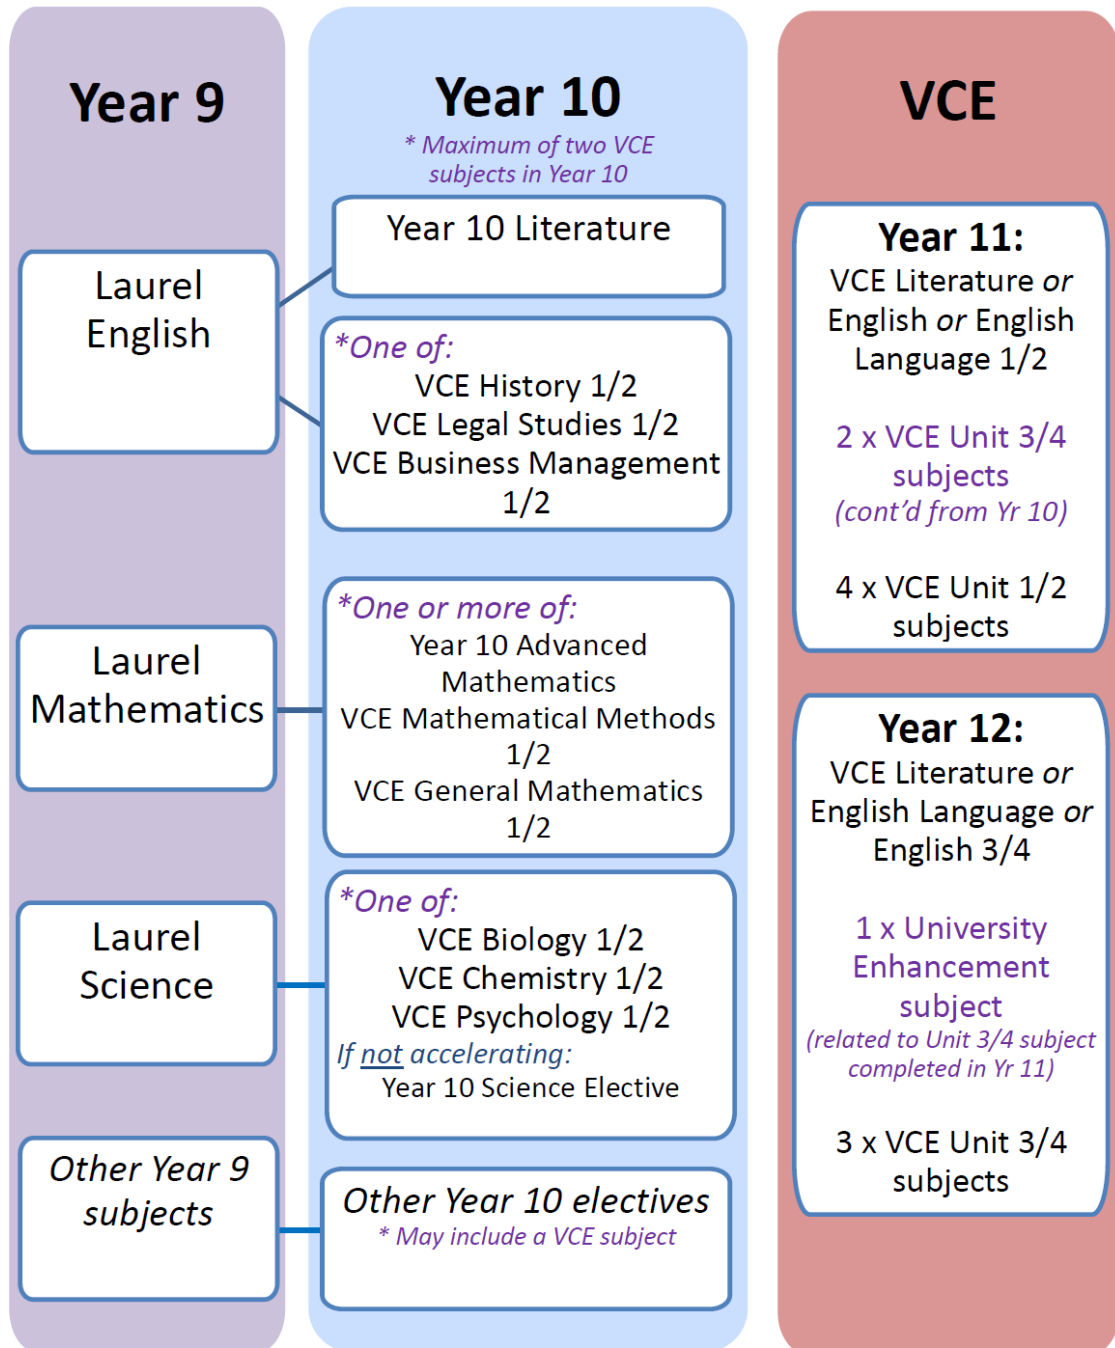 Year 9
Laurel
English
Laurel
Mathematics
Laurel
Science
Other Year 9
subjects
Year 10
* Maximum of two VCE
subjects in Year 10
Year 10 Literature
*One of:
VCE History 1/2
VCE Legal Studies 1/2
VCE Business Management
1/2
*One or more of:
Year 10 Advanced
Mathematics
VCE Mathematical Methods
1/2
VCE General Mathematics
1/2
*One of:
VCE Biology 1/2
VCE Chemistry 1/2
VCE Psychology 1/2
If not accelerating:
Year 10 Science Elective
Other Year 10 electives
* May include a VCE subject
VCE
Year 11:
VCE Literature or
English or English
Language 1/2
2 x VCE Unit 3/4
subjects
(cont’d from Yr 10)
4 x VCE Unit 1/2
subjects
Year 12:
VCE Literature or
English Language or
English 3/4
1 x University
Enhancement
subject
(related to Unit 3/4 subject
completed in Yr 11)
3 x VCE Unit 3/4
subjects